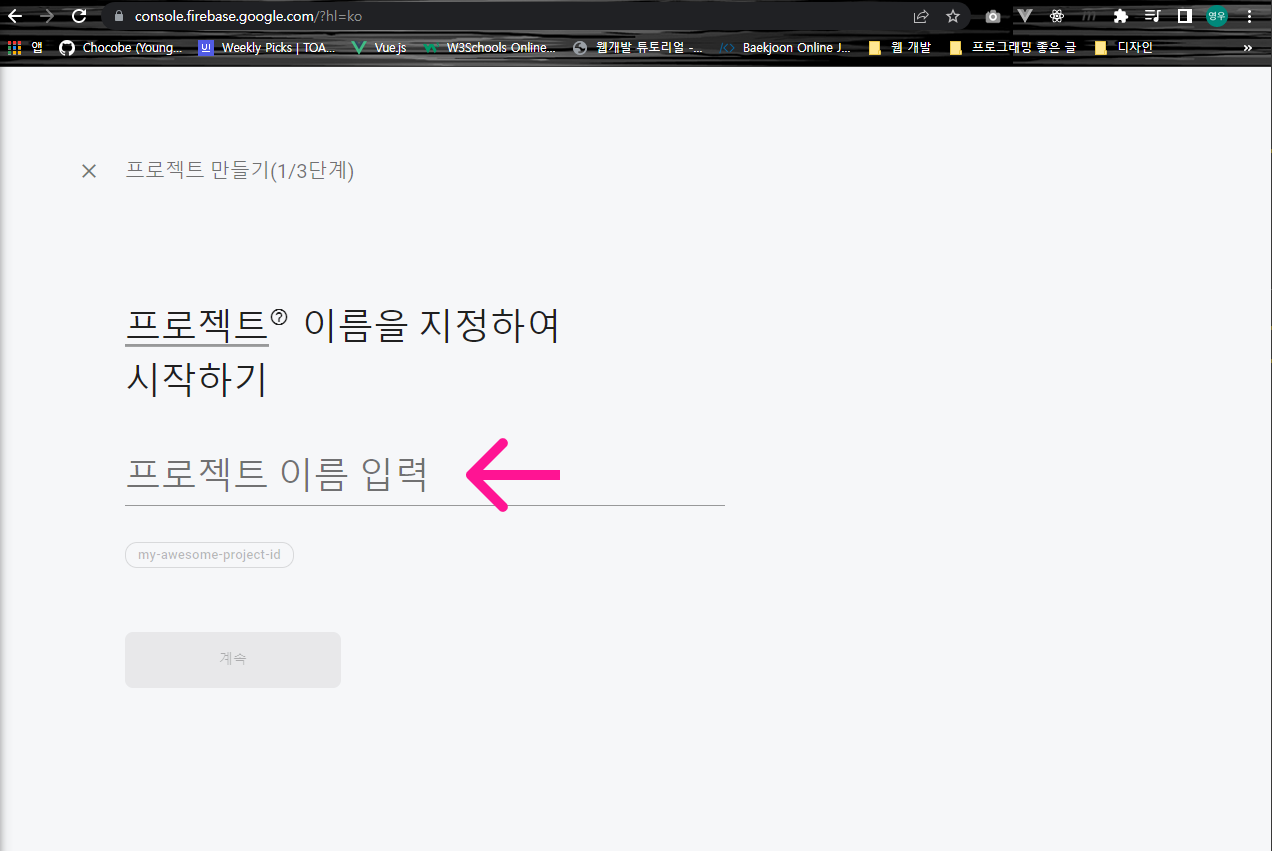 console.firebase.google.com/?hl=ko
영우
앱 Chocobe (Young... UI Weekly Picks | TOA... Vue.js W3Schools Online... 웹개발 튜토리얼 -... Baekjoon Online J... 웹 개발 프로그래밍 좋은 글 디자인 »
프로젝트 만들기(1/3단계)
프로젝트 이름을 지정하여
시작하기
프로젝트 이름 입력
my-awesome-project-id
계속